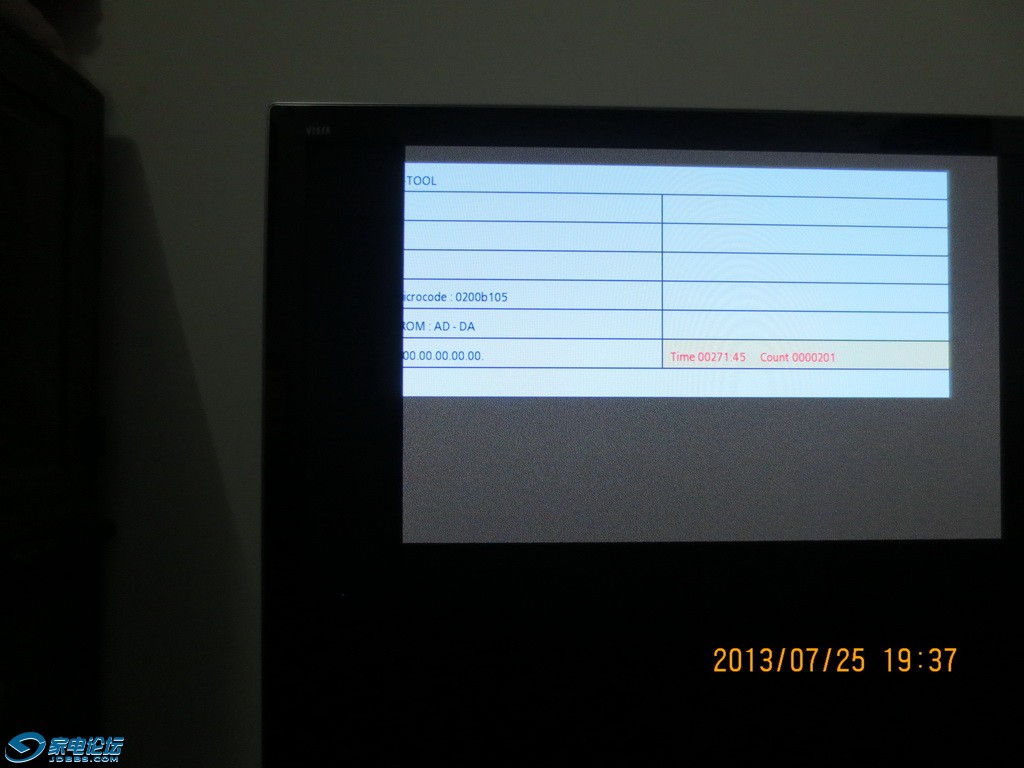 TOOL
icrocode : 0200b105
ROM : AD - DA
00.00.00.00.00.
Time 00271:45 Count 0000201
2013/07/25 19:37
家电论坛
JDBBS.COM